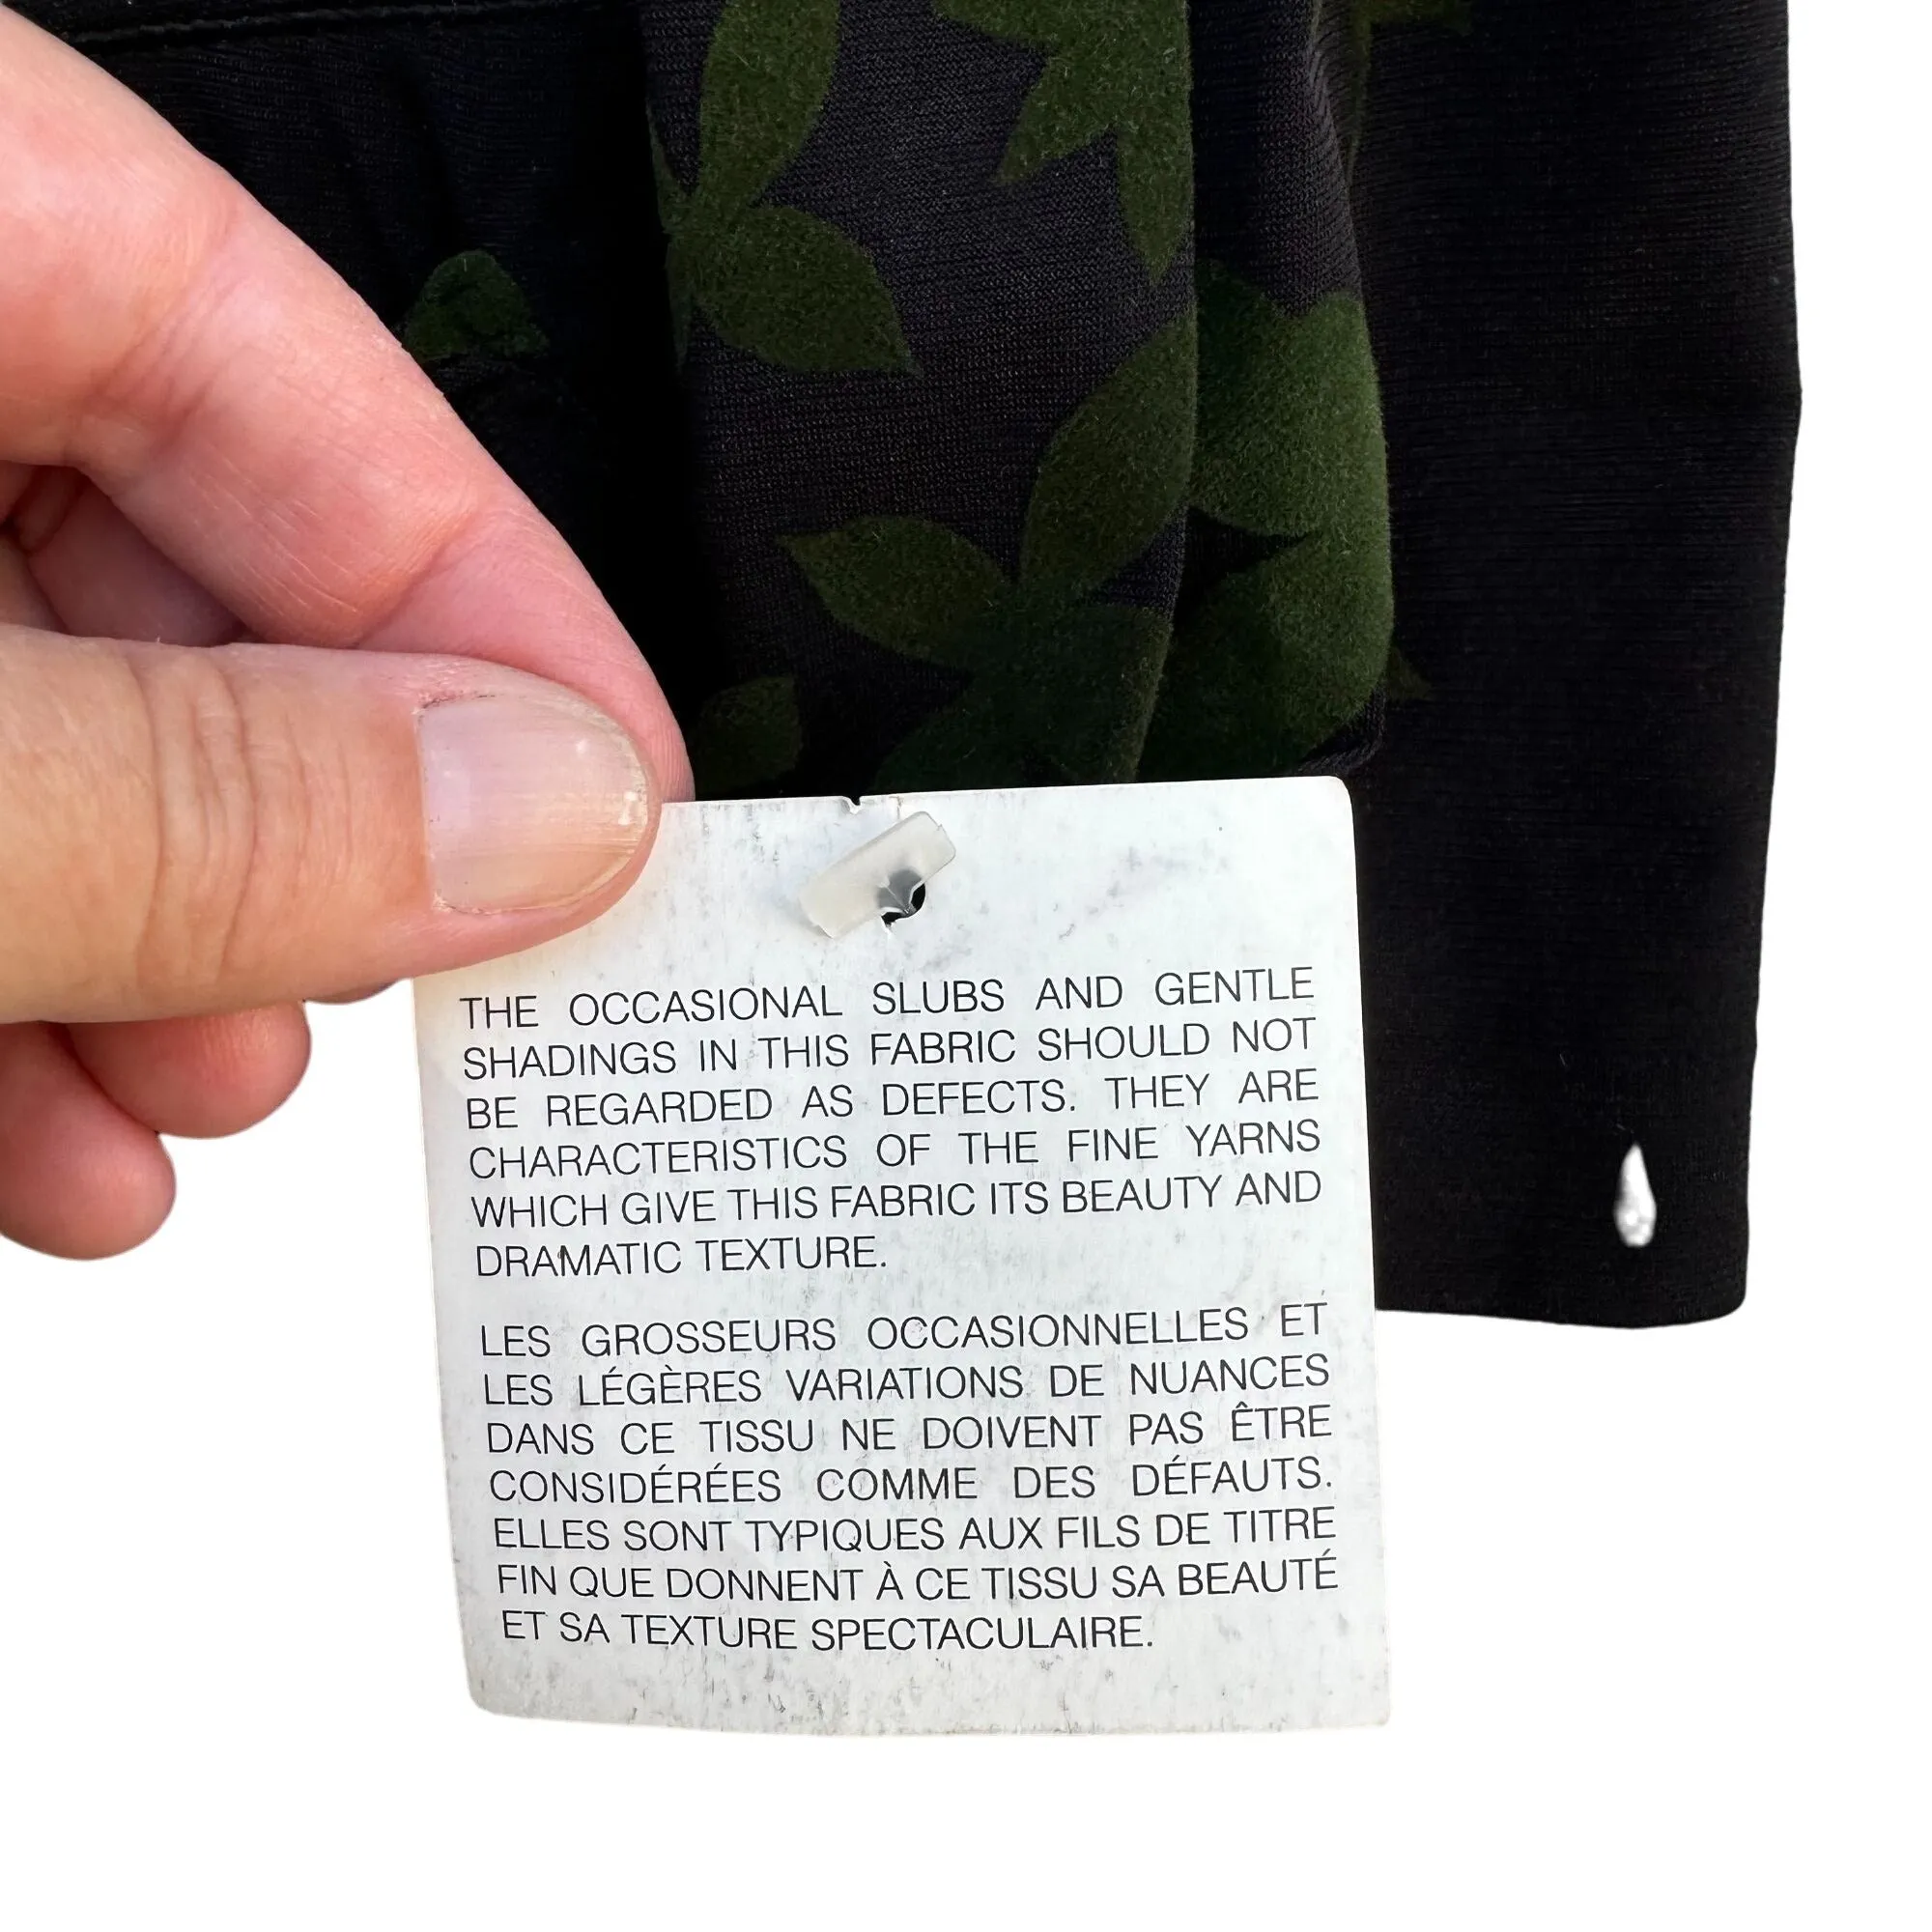 THE OCCASIONAL SLUBS AND GENTLE
SHADINGS IN THIS FABRIC SHOULD NOT
BE REGARDED AS DEFECTS. THEY ARE
CHARACTERISTICS OF THE FINE YARNS
WHICH GIVE THIS FABRIC ITS BEAUTY AND
DRAMATIC TEXTURE.
LES GROSSEURS OCCASIONNELLES ET
LES LÉGÈRES VARIATIONS DE NUANCES
DANS CE TISSU NE DOIVENT PAS ÊTRE
CONSIDÉRÉES COMME DES DÉFAUTS.
ELLES SONT TYPIQUES AUX FILS DE TITRE
FIN QUE DONNENT À CE TISSU SA BEAUTÉ
ET SA TEXTURE SPECTACULAIRE.